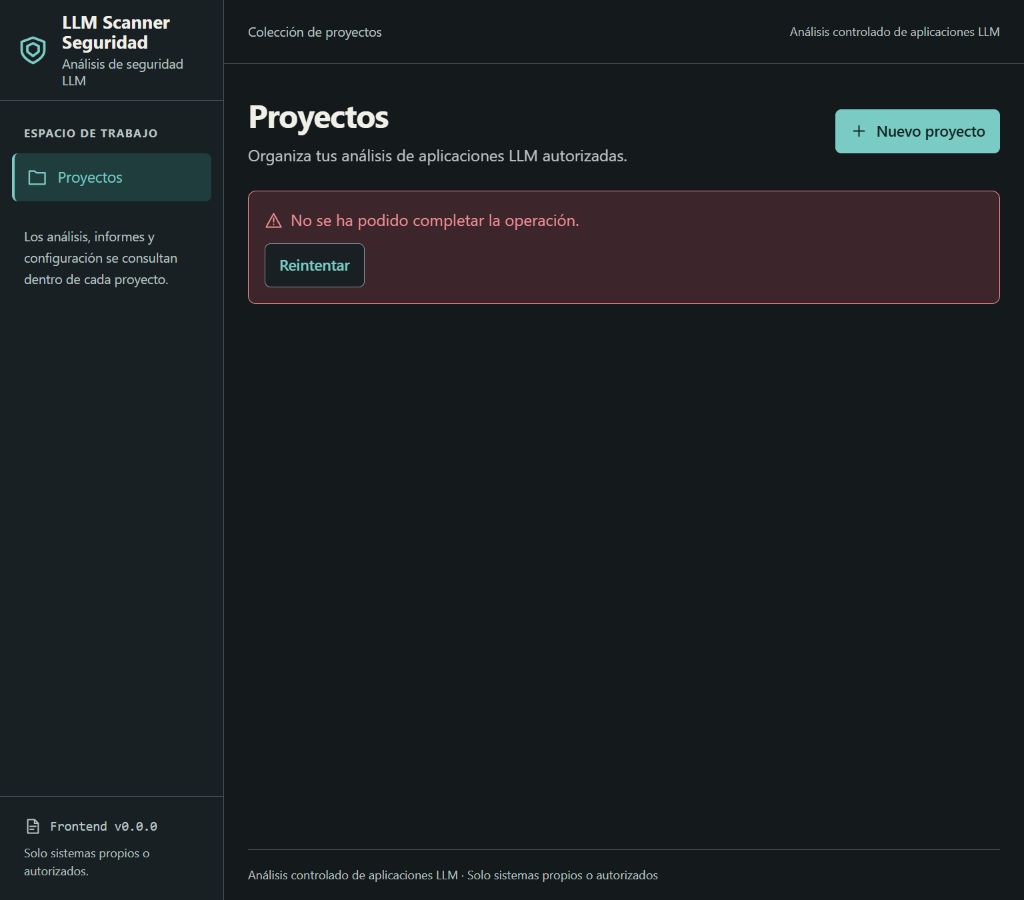 LLM Scanner
Seguridad
Análisis de seguridad
LLM
ESPACIO DE TRABAJO
Proyectos
Los análisis, informes y
configuración se consultan
dentro de cada proyecto.
Frontend v0.0.0
Solo sistemas propios o
autorizados.
Colección de proyectos
Análisis controlado de aplicaciones LLM
Proyectos
Organiza tus análisis de aplicaciones LLM autorizadas.
+ Nuevo proyecto
No se ha podido completar la operación.
Reintentar
Análisis controlado de aplicaciones LLM · Solo sistemas propios o autorizados